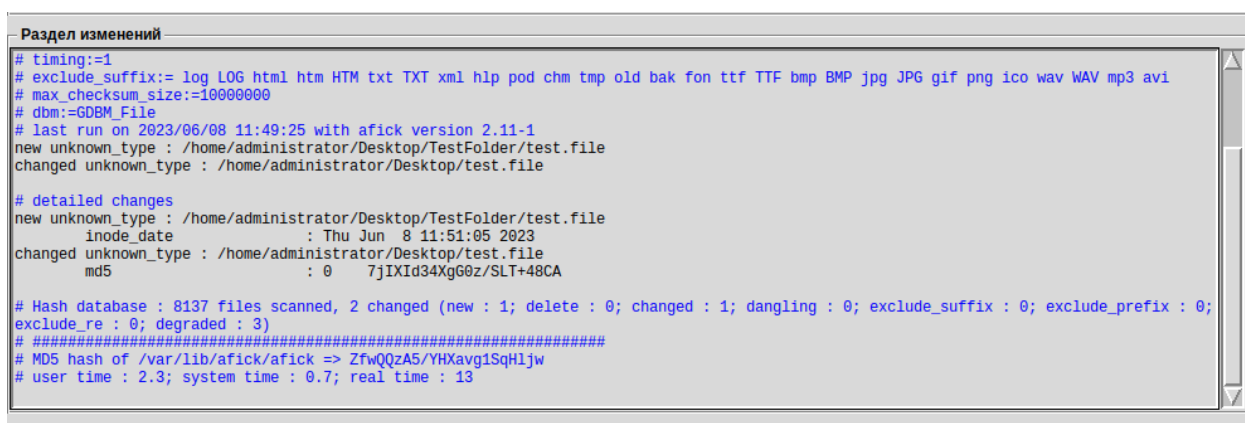 Раздел изменений
# timing:=1
# exclude_suffix:= log LOG html htm HTM txt TXT xml hlp pod chm tmp old bak fon ttf TTF bmp BMP jpg JPG gif png ico wav WAV mp3 avi
# max_checksum_size:=10000000
# dbm:=GDBM_File
# last run on 2023/06/08 11:49:25 with afick version 2.11-1
new unknown_type : /home/administrator/Desktop/TestFolder/test.file
changed unknown_type : /home/administrator/Desktop/test.file
# detailed changes
new unknown_type : /home/administrator/Desktop/TestFolder/test.file
inode_date : Thu Jun 8 11:51:05 2023
changed unknown_type : /home/administrator/Desktop/test.file
md5 : 0 7jIXId34XgG0z/SLT+48CA
# Hash database : 8137 files scanned, 2 changed (new : 1; delete : 0; changed : 1; dangling : 0; exclude_suffix : 0; exclude_prefix : 0;
exclude_re : 0; degraded : 3)
# #################################################################
# MD5 hash of /var/lib/afick/afick => ZfwQQzA5/YHXavg1SqHljw
# user time : 2.3; system time : 0.7; real time : 13